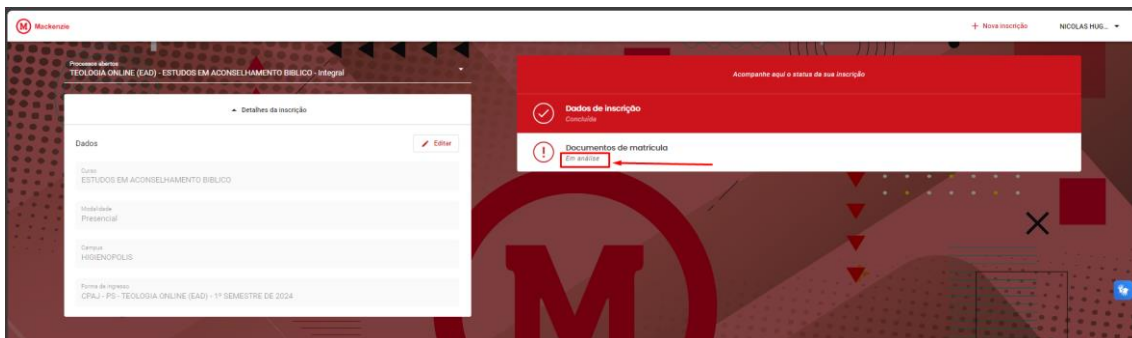 Mackenzie
+ Nova inscrição
NICOLAS HUG...
Processos abertos
TEOLOGIA ONLINE (EAD) - ESTUDOS EM ACONSELHAMENTO BIBLICO - Integral
Detalhes da inscrição
Dados
Editar
Curso
ESTUDOS EM ACONSELHAMENTO BIBLICO
Modalidade
Presencial
Campus
HIGIENOPOLIS
Forma de ingresso
CPAJ - PS - TEOLOGIA ONLINE (EAD) - 1º SEMESTRE DE 2024
Acompanhe aqui o status da sua inscrição
Dados de inscrição
Concluída
Documentos de matrícula
Em análise